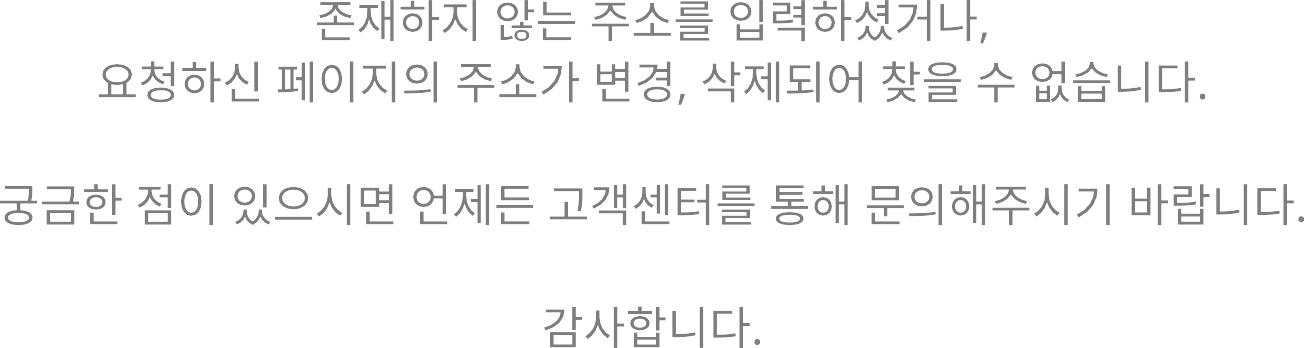 존재하지 않는 주소를 입력하셨거나,
요청하신 페이지의 주소가 변경, 삭제되어 찾을 수 없습니다.
궁금한 점이 있으시면 언제든 고객센터를 통해 문의해주시기 바랍니다.
감사합니다.